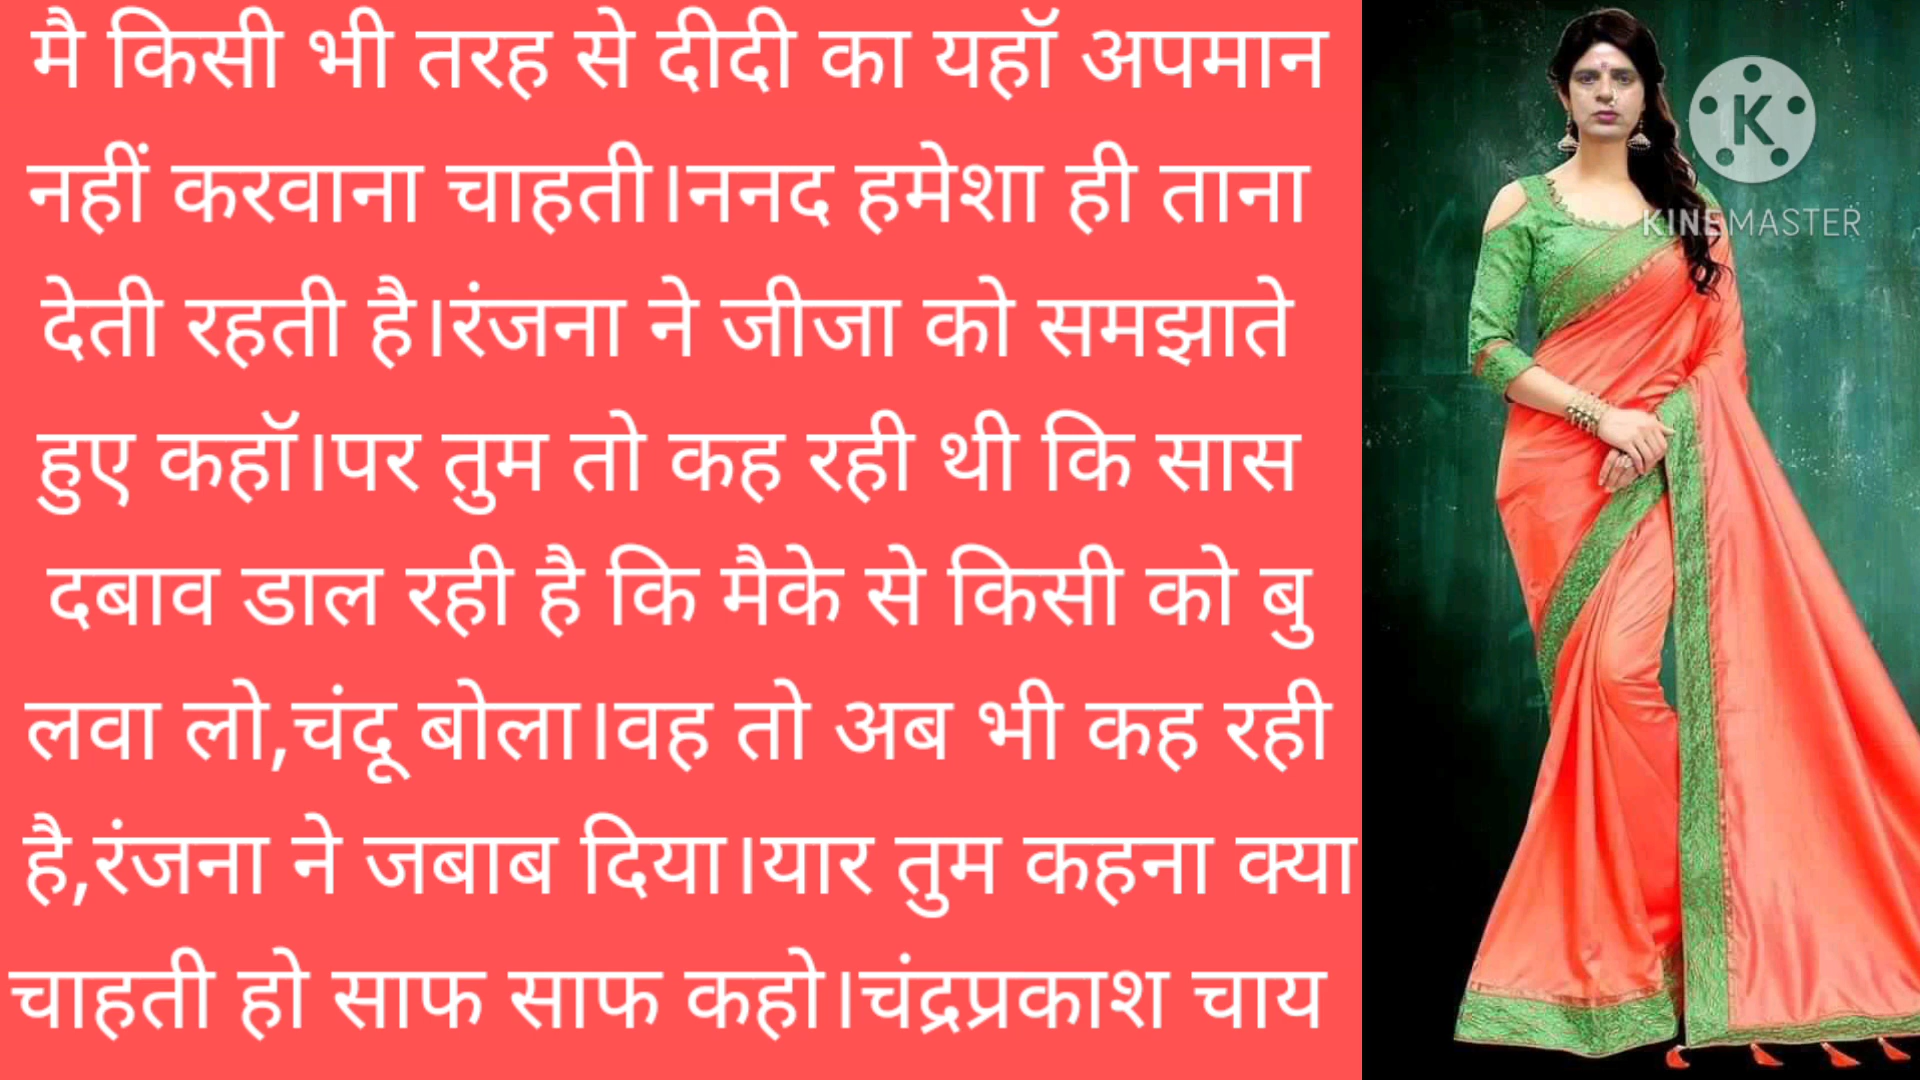 मै किसी भी तरह से दीदी का यहॉ अपमान
नहीं करवाना चाहती।ननद हमेशा ही ताना
देती रहती है।रंजना ने जीजा को समझाते
हुए कहॉ।पर तुम तो कह रही थी कि सास
दबाव डाल रही है कि मैके से किसी को बु
लवा लो,चंदू बोला।वह तो अब भी कह रही
है,रंजना ने जबाब दिया।यार तुम कहना क्या
चाहती हो साफ साफ कहो।चंद्रप्रकाश चाय
K
KINEMASTER